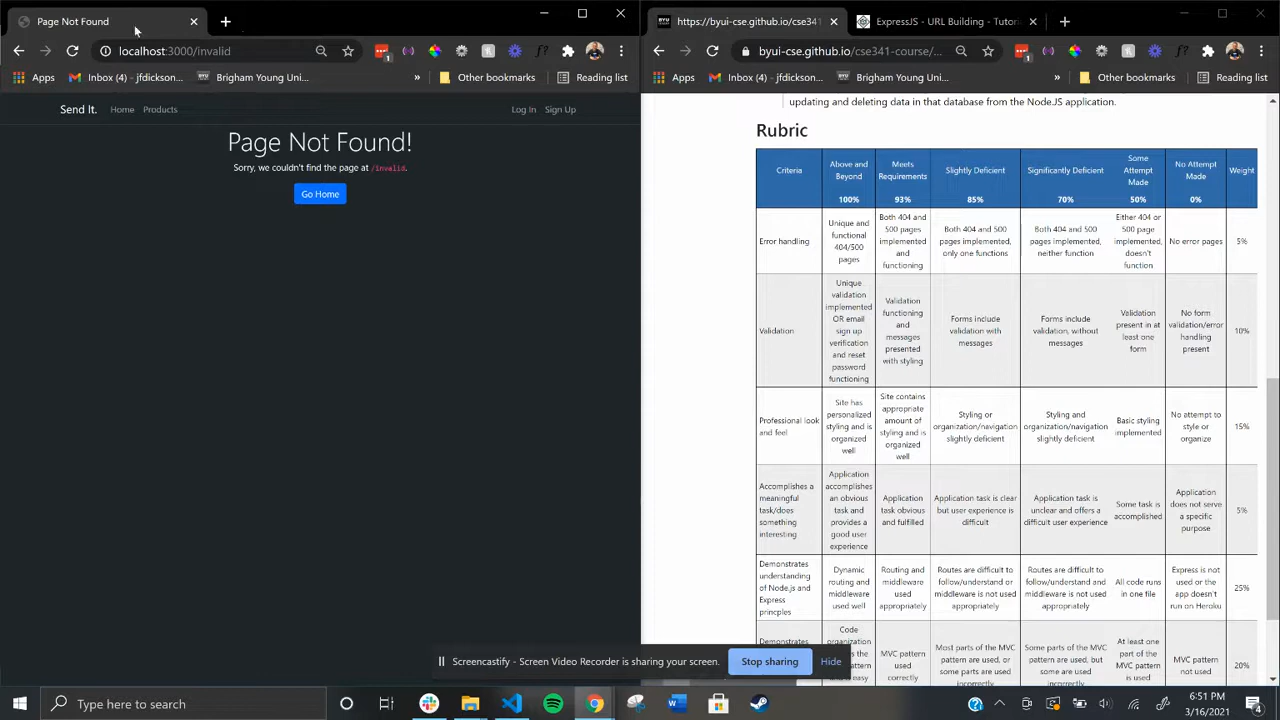 Page Not Found
localhost:3000/invalid
Apps
Inbox (4) – jfdickson...
BYU
Brigham Young Uni...
»
Other bookmarks
Reading list
Send It.
Home
Products
Log In
Sign Up
Page Not Found!
Sorry, we couldn't find the page at /invalid.
Go Home
https://byui-cse.github.io/cse341
ExpressJS - URL Building - Tutori
byui-cse.github.io/cse341-course/...
Apps
Inbox (4) – jfdickson...
BYU
Brigham Young Uni...
»
Other bookmarks
Reading list
updating and deleting data in that database from the Node.JS application.
Rubric
Criteria
Above and
Beyond
100%
Meets
Requirements
93%
Slightly Deficient
85%
Significantly Deficient
70%
Some
Attempt
Made
50%
No Attempt
Made
0%
Weight
Error handling
Unique and
functional
404/500
pages
Both 404 and
500 pages
implemented
and
functioning
Both 404 and 500
pages implemented,
only one functions
Both 404 and 500
pages implemented,
neither function
Either 404 or
500 page
implemented,
doesn't
function
No error pages
5%
Validation
Unique
validation
implemented
OR email
sign up
verification
and reset
password
functioning
Validation
functioning
and
messages
presented
with styling
Forms include
validation with
messages
Forms include
validation, without
messages
Validation
present in at
least one
form
No form
validation/error
handling
present
10%
Professional look
and feel
Site has
personalized
styling and is
organized
well
Site contains
appropriate
amount of
styling and is
organized
well
Styling or
organization/navigation
slightly deficient
Styling and
organization/navigation
slightly deficient
Basic styling
implemented
No attempt to
style or
organize
15%
Accomplishes a
meaningful
task/does
something
interesting
Application
accomplishes
an obvious
task and
provides a
good user
experience
Application
task obvious
and fulfilled
Application task is clear
but user experience is
difficult
Application task is
unclear and offers a
difficult user experience
Some task is
accomplished
Application
does not serve
a specific
purpose
5%
Demonstrates
understanding
of Node.js and
Express
princples
Dynamic
routing and
middleware
used well
Routing and
middleware
used
appropriately
Routes are difficult to
follow/understand or
middleware is not used
appropriately
Routes are difficult to
follow/understand and
middleware is not used
appropriately
All code runs
in one file
Express is not
used or the
app doesn't
run on Heroku
25%
Code
organization
MVC pattern
used
correctly
Most parts of the MVC
pattern are used, or
some parts are used
incorrectly
Some parts of the MVC
pattern are used, but
some are used
incorrectly
At least one
part of the
MVC pattern
is used
MVC pattern
not used
20%
Screencastify - Screen Video Recorder is sharing your screen.
Stop sharing
Hide
Type here to search
6:51 PM
3/16/2021
4